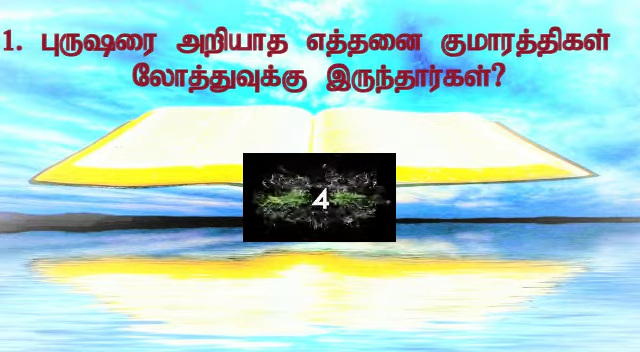 1. புருஷரை அறியாத எத்தனை குமாரத்திகள்
லோத்துவுக்கு இருந்தார்கள்?
4